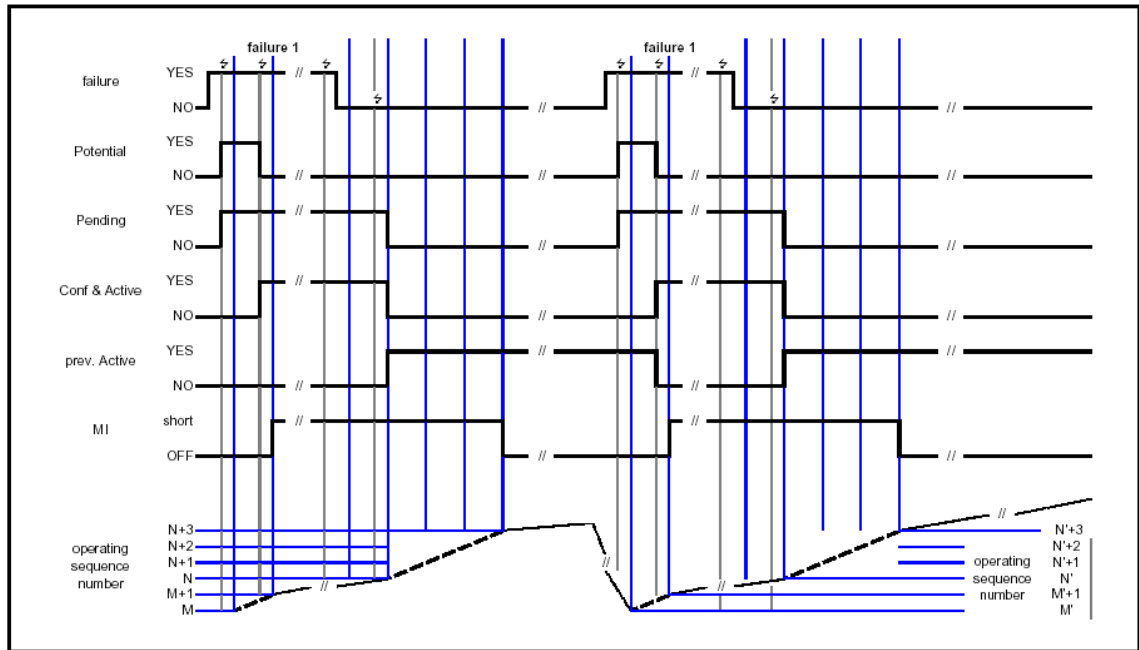 failure 1
failure 1
failure
YES
NO
//
//
//
//
Potential
YES
NO
//
//
//
//
Pending
YES
NO
//
//
//
//
Conf & Active
YES
NO
//
//
//
//
prev. Active
YES
NO
//
//
//
//
MI
short
OFF
//
//
//
//
operating
sequence
number
N+3
N+2
N+1
N
M+1
M
//
//
//
//
operating
sequence
number
N'+3
N'+2
N'+1
N'
M'+1
M'